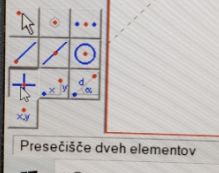 x y
d
α
x,y
Presečišče dveh elementov